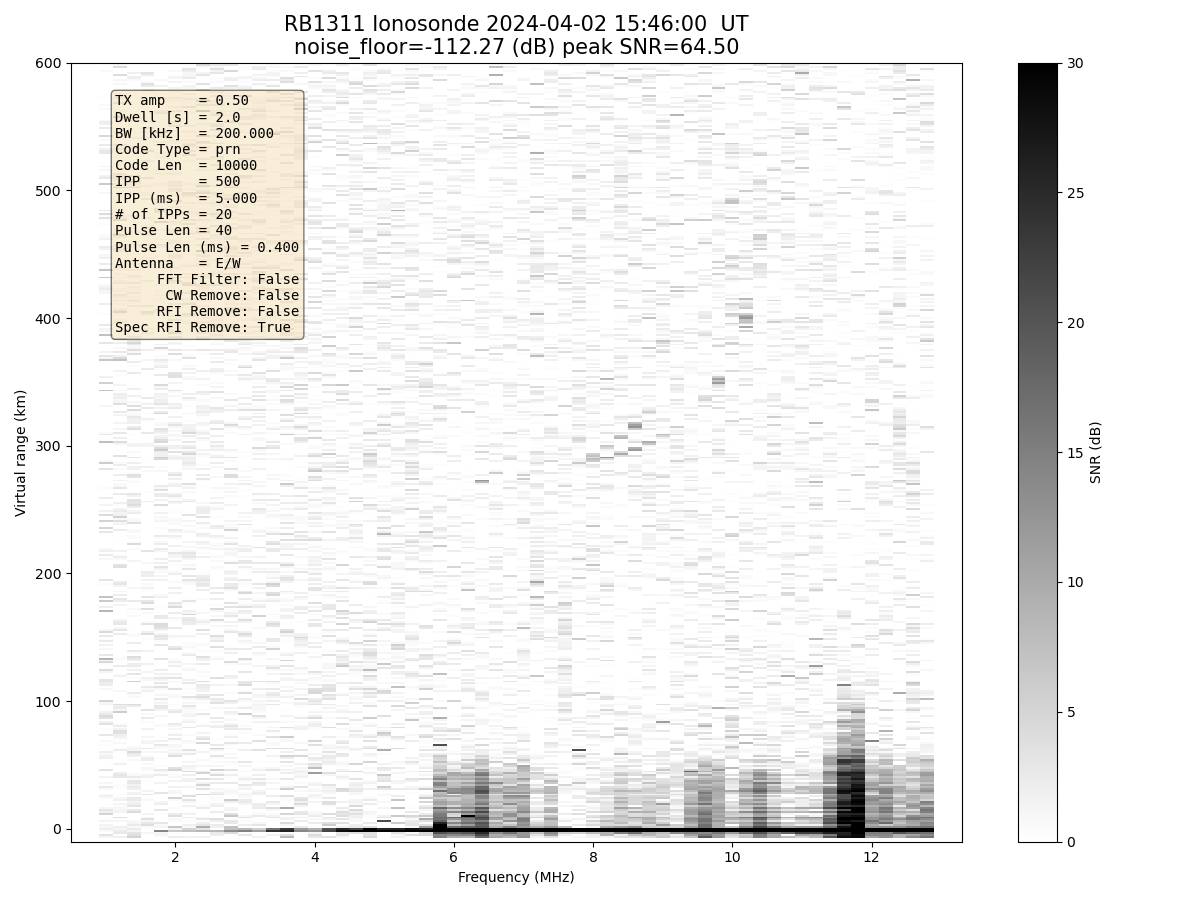 RB1311 Ionosonde 2024-04-02 15:46:00  UT
noise_floor=-112.27 (dB) peak SNR=64.50
TX amp    = 0.50
Dwell [s] = 2.0
BW [kHz]  = 200.000
Code Type = prn
Code Len  = 10000
IPP       = 500
IPP (ms)  = 5.000
# of IPPs = 20
Pulse Len = 40
Pulse Len (ms) = 0.400
Antenna   = E/W
FFT Filter: False
CW Remove: False
RFI Remove: False
Spec RFI Remove: True
600
500
400
300
200
100
0
Virtual range (km)
2 4 6 8 10 12
Frequency (MHz)
30
25
20
15
10
5
0
SNR (dB)